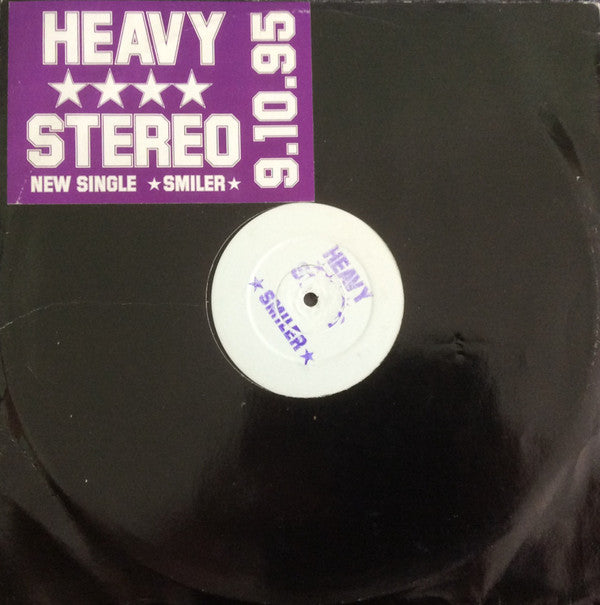 HEAVY
★★★★
STEREO
NEW SINGLE ★SMILER★
9.10.95
HEAVY
★SMILER★